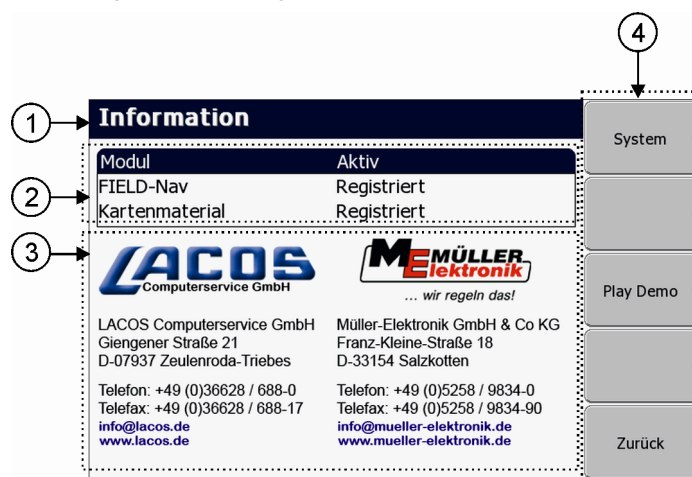 4
1
Information
System
2
Modul Aktiv
FIELD-Nav Registriert
Kartenmaterial Registriert
3
LACOS
Computerservice GmbH
ME MÜLLER
Elektronik
... wir regeln das!
Play Demo
LACOS Computerservice GmbH
Giengener Straße 21
D-07937 Zeulenroda-Triebes
Telefon: +49 (0)36628 / 688-0
Telefax: +49 (0)36628 / 688-17
info@lacos.de
www.lacos.de
Müller-Elektronik GmbH & Co KG
Franz-Kleine-Straße 18
D-33154 Salzkotten
Telefon: +49 (0)5258 / 9834-0
Telefax: +49 (0)5258 / 9834-90
info@mueller-elektronik.de
www.mueller-elektronik.de
Zurück